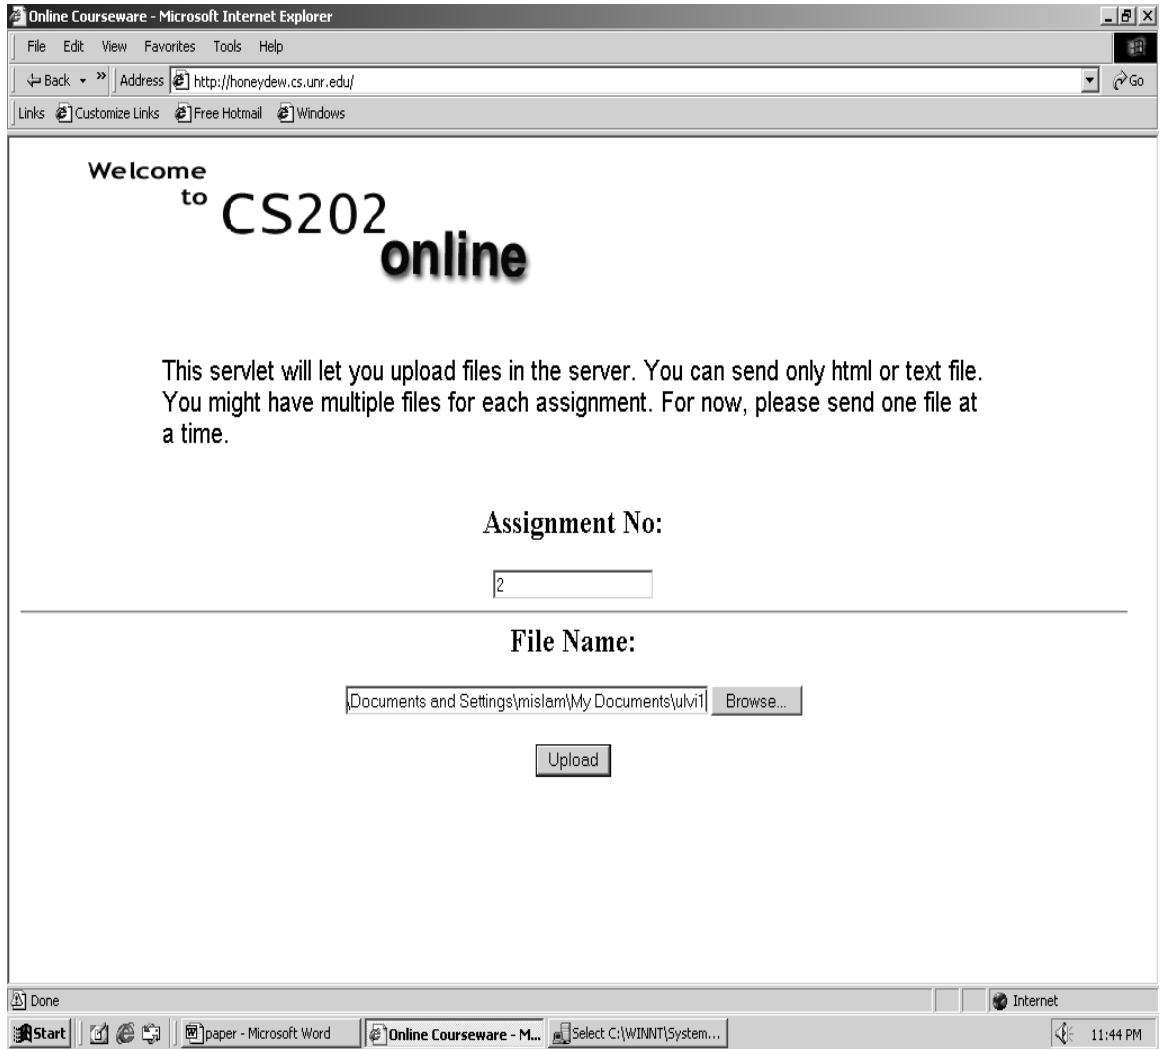 Online Courseware - Microsoft Internet Explorer
File Edit View Favorites Tools Help
Back » Address http://honeydew.cs.unr.edu/ Go
Links Customize Links Free Hotmail Windows
Welcome
to CS202
online
This servlet will let you upload files in the server. You can send only html or text file.
You might have multiple files for each assignment. For now, please send one file at
a time.
Assignment No:
2
File Name:
\Documents and Settings\mislam\My Documents\ulvi1 Browse...
Upload
Done Internet
Start paper - Microsoft Word Online Courseware - M... Select C:\WINNT\System... 11:44 PM